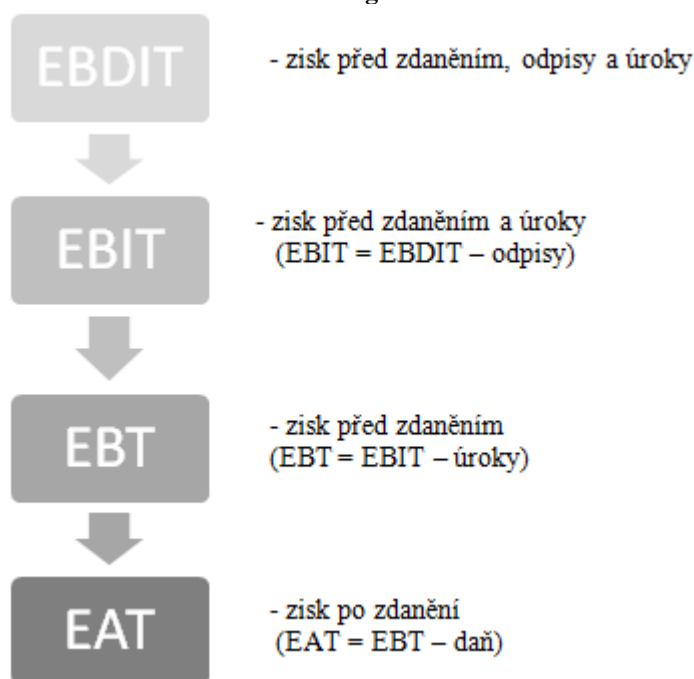 EBDIT
- zisk před zdaněním, odpisy a úroky
EBIT
- zisk před zdaněním a úroky
(EBIT = EBDIT – odpisy)
EBT
- zisk před zdaněním
(EBT = EBIT – úroky)
EAT
- zisk po zdanění
(EAT = EBT – daň)